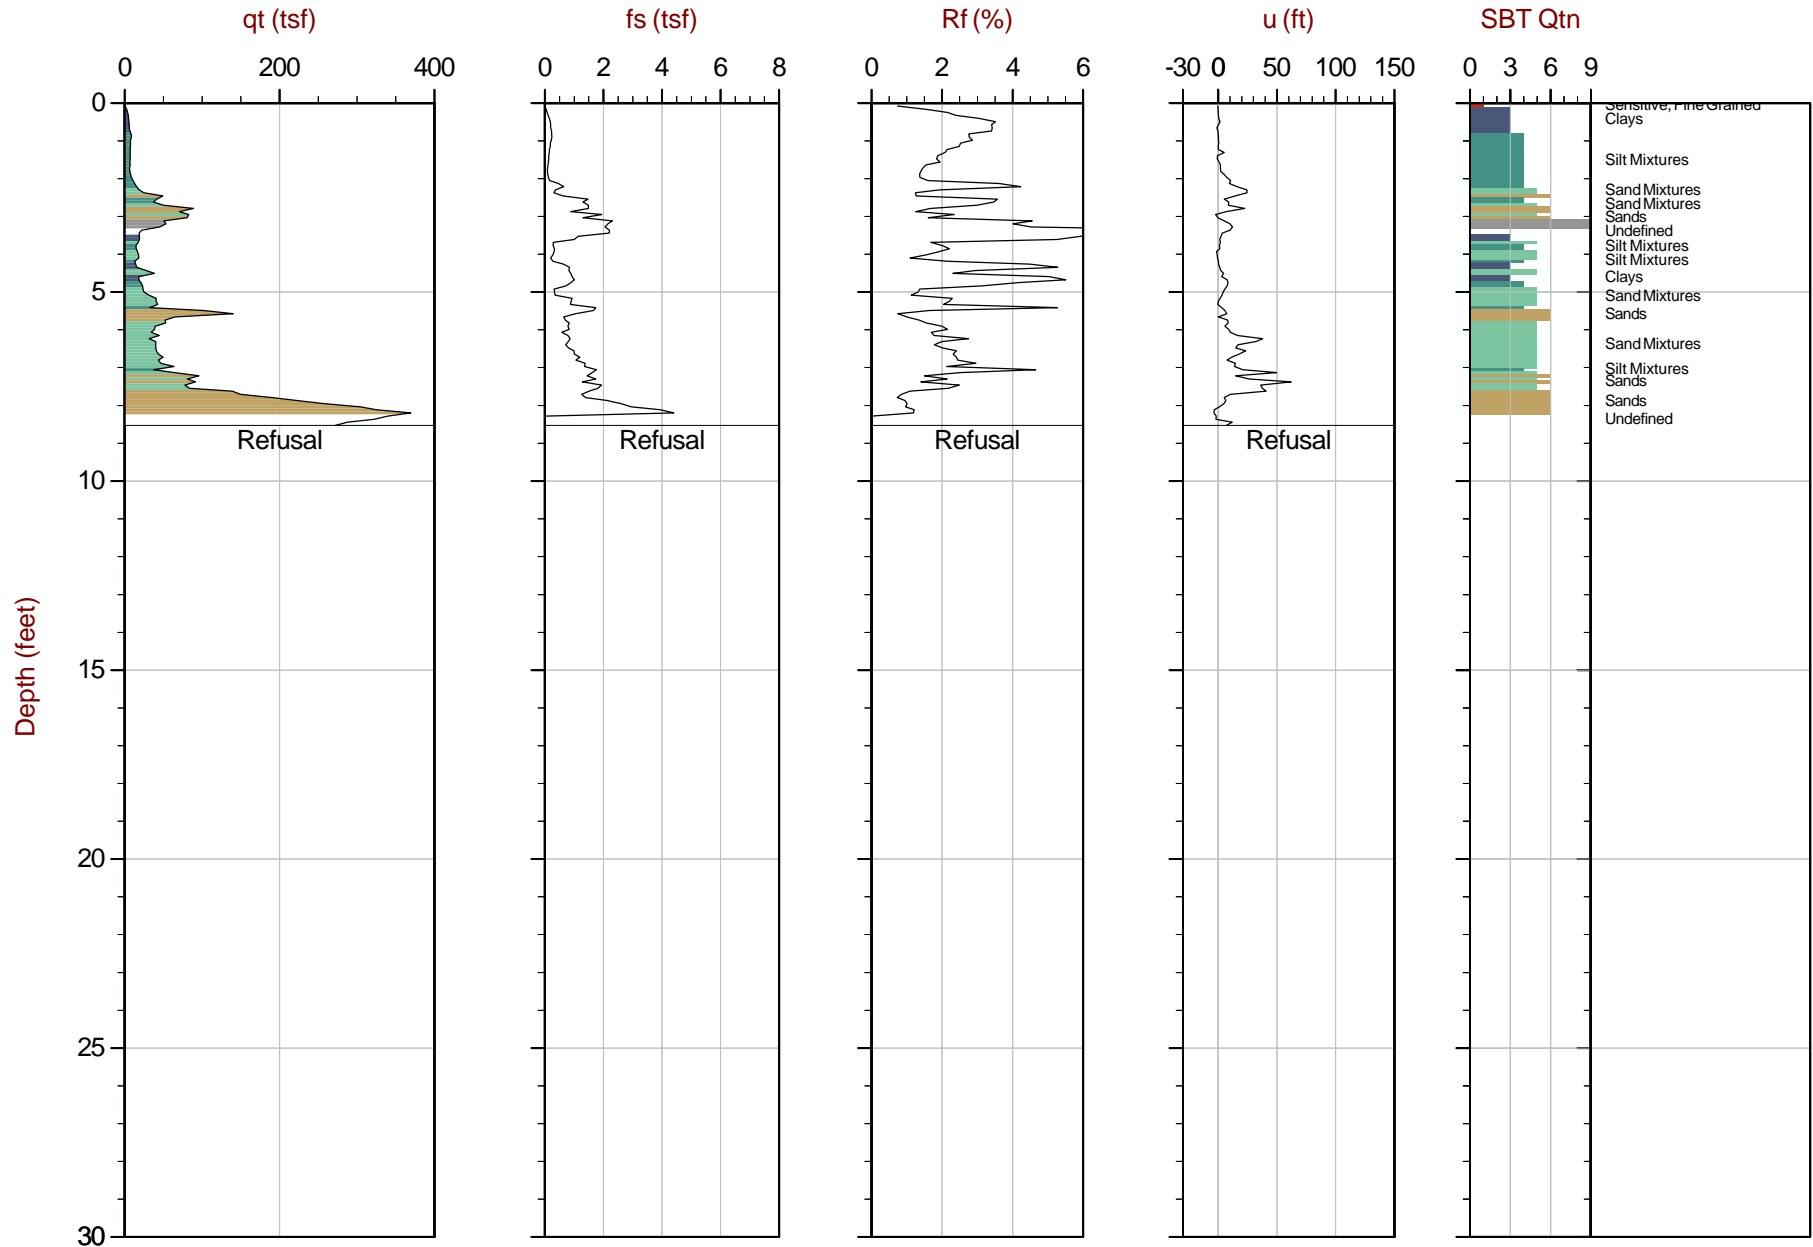 qt (tsf) fs (tsf) Rf (%) u (ft) SBT Qtn
0 200 400 0 2 4 6 8 0 2 4 6 -30 0 50 100 150 0 3 6 9
0
Sensitive, Fine Grained
Clays
Silt Mixtures
Sand Mixtures
Sand Mixtures
Sands
Undefined
Silt Mixtures
Silt Mixtures
Clays
5
Sand Mixtures
Sands
Sand Mixtures
Silt Mixtures
Sands
Sands
Undefined
Refusal Refusal Refusal Refusal
10
15
Depth (feet)
20
25
30